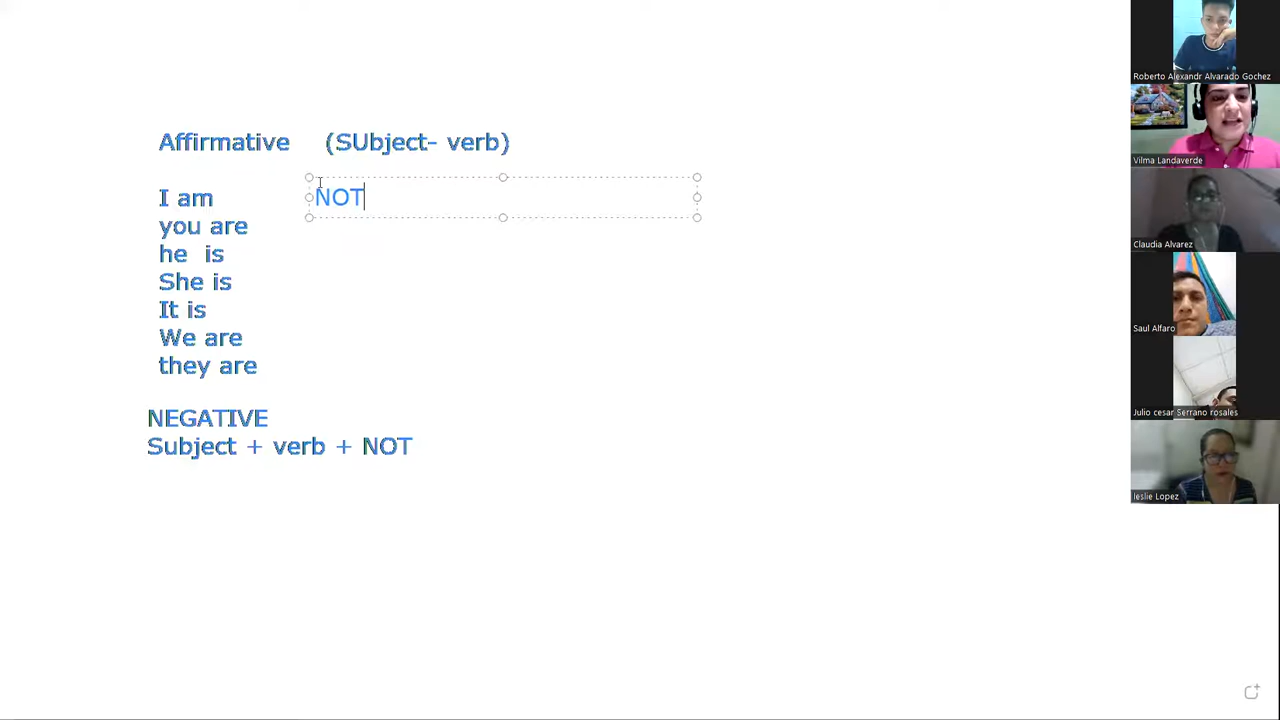 Affirmative (SUbject- verb)
I am NOT
you are
he is
She is
It is
We are
they are
NEGATIVE
Subject + verb + NOT
Roberto Alexandr Alvarado Gochez
Vilma Landaverde
Claudia Alvarez
Saul Alfaro
Julio cesar Serrano rosales
leslie Lopez